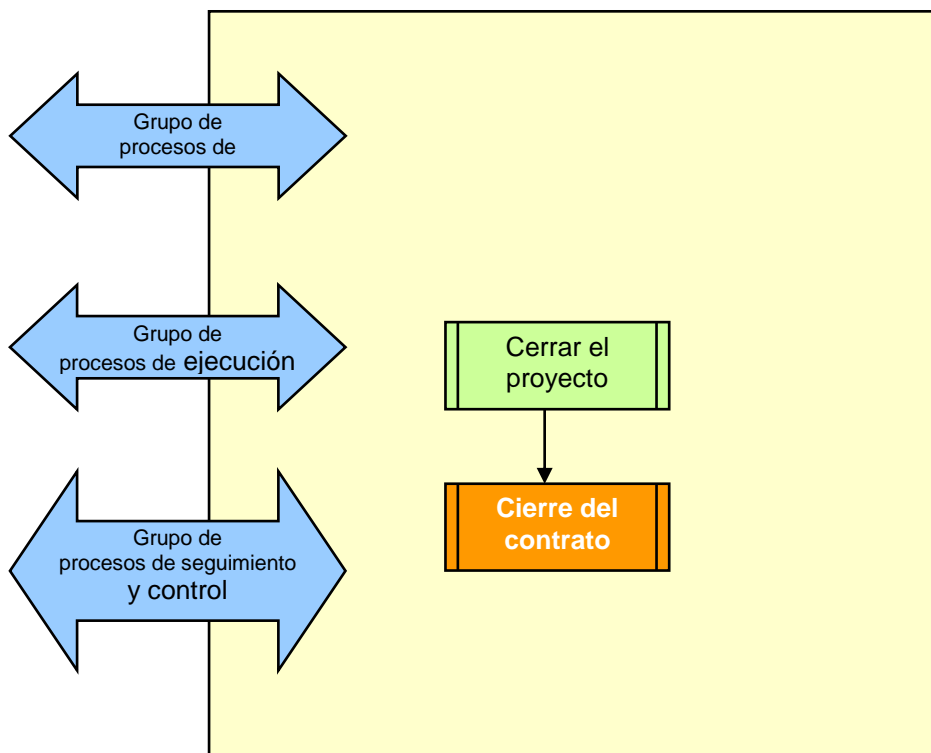 Grupo de
procesos de
Grupo de
procesos de ejecución
Cerrar el
proyecto
Cierre del
contrato
Grupo de
procesos de seguimiento
y control